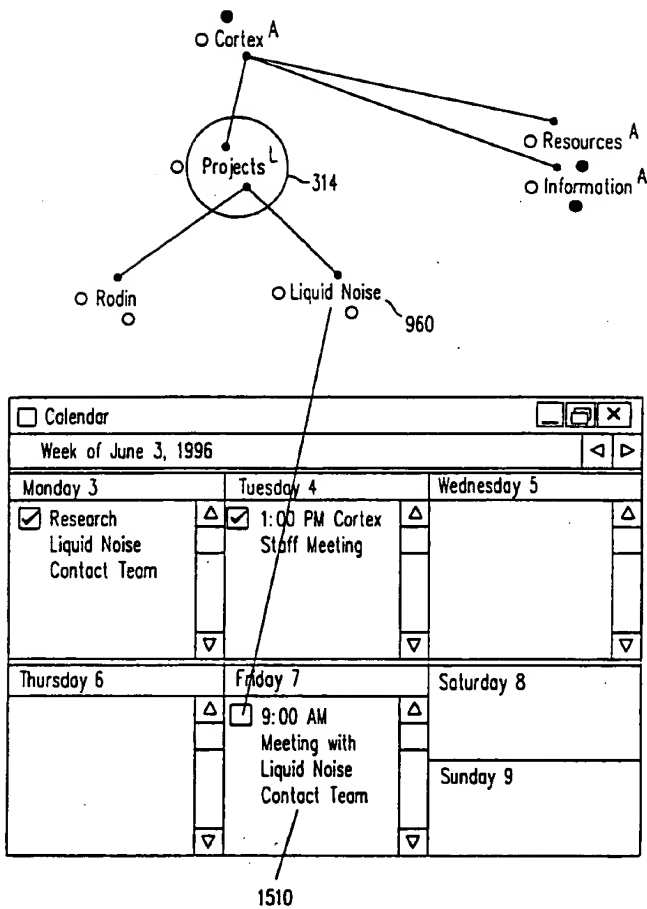 Cortex A
Resources A
Projects L
314
Information A
Rodin
Liquid Noise
960
Calendar
Week of June 3, 1996
Monday 3
Tuesday 4
Wednesday 5
Research
Liquid Noise
Contact Team
1:00 PM Cortex
Staff Meeting
Thursday 6
Friday 7
Saturday 8
9:00 AM
Meeting with
Liquid Noise
Contact Team
Sunday 9
1510